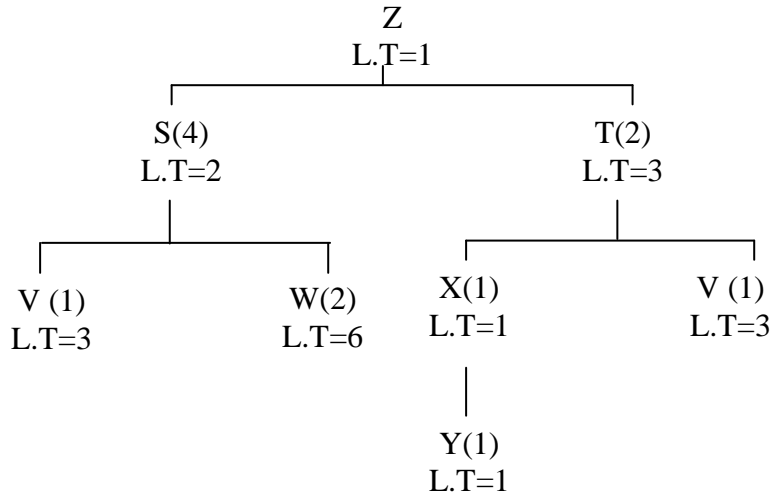 Z
L.T=1
S(4)
L.T=2
T(2)
L.T=3
V (1)
L.T=3
W(2)
L.T=6
X(1)
L.T=1
V (1)
L.T=3
Y(1)
L.T=1